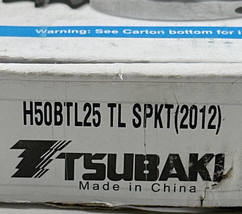 Warning: See Carton bottom for i
H50BTL25 TL SPKT(2012)
TSUBAKI
Made in China